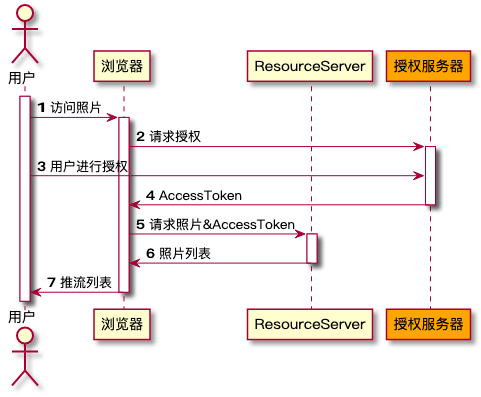 用户
浏览器
ResourceServer
授权服务器
1 访问照片
2 请求授权
3 用户进行授权
4 AccessToken
5 请求照片&AccessToken
6 照片列表
7 推流列表
用户
浏览器
ResourceServer
授权服务器